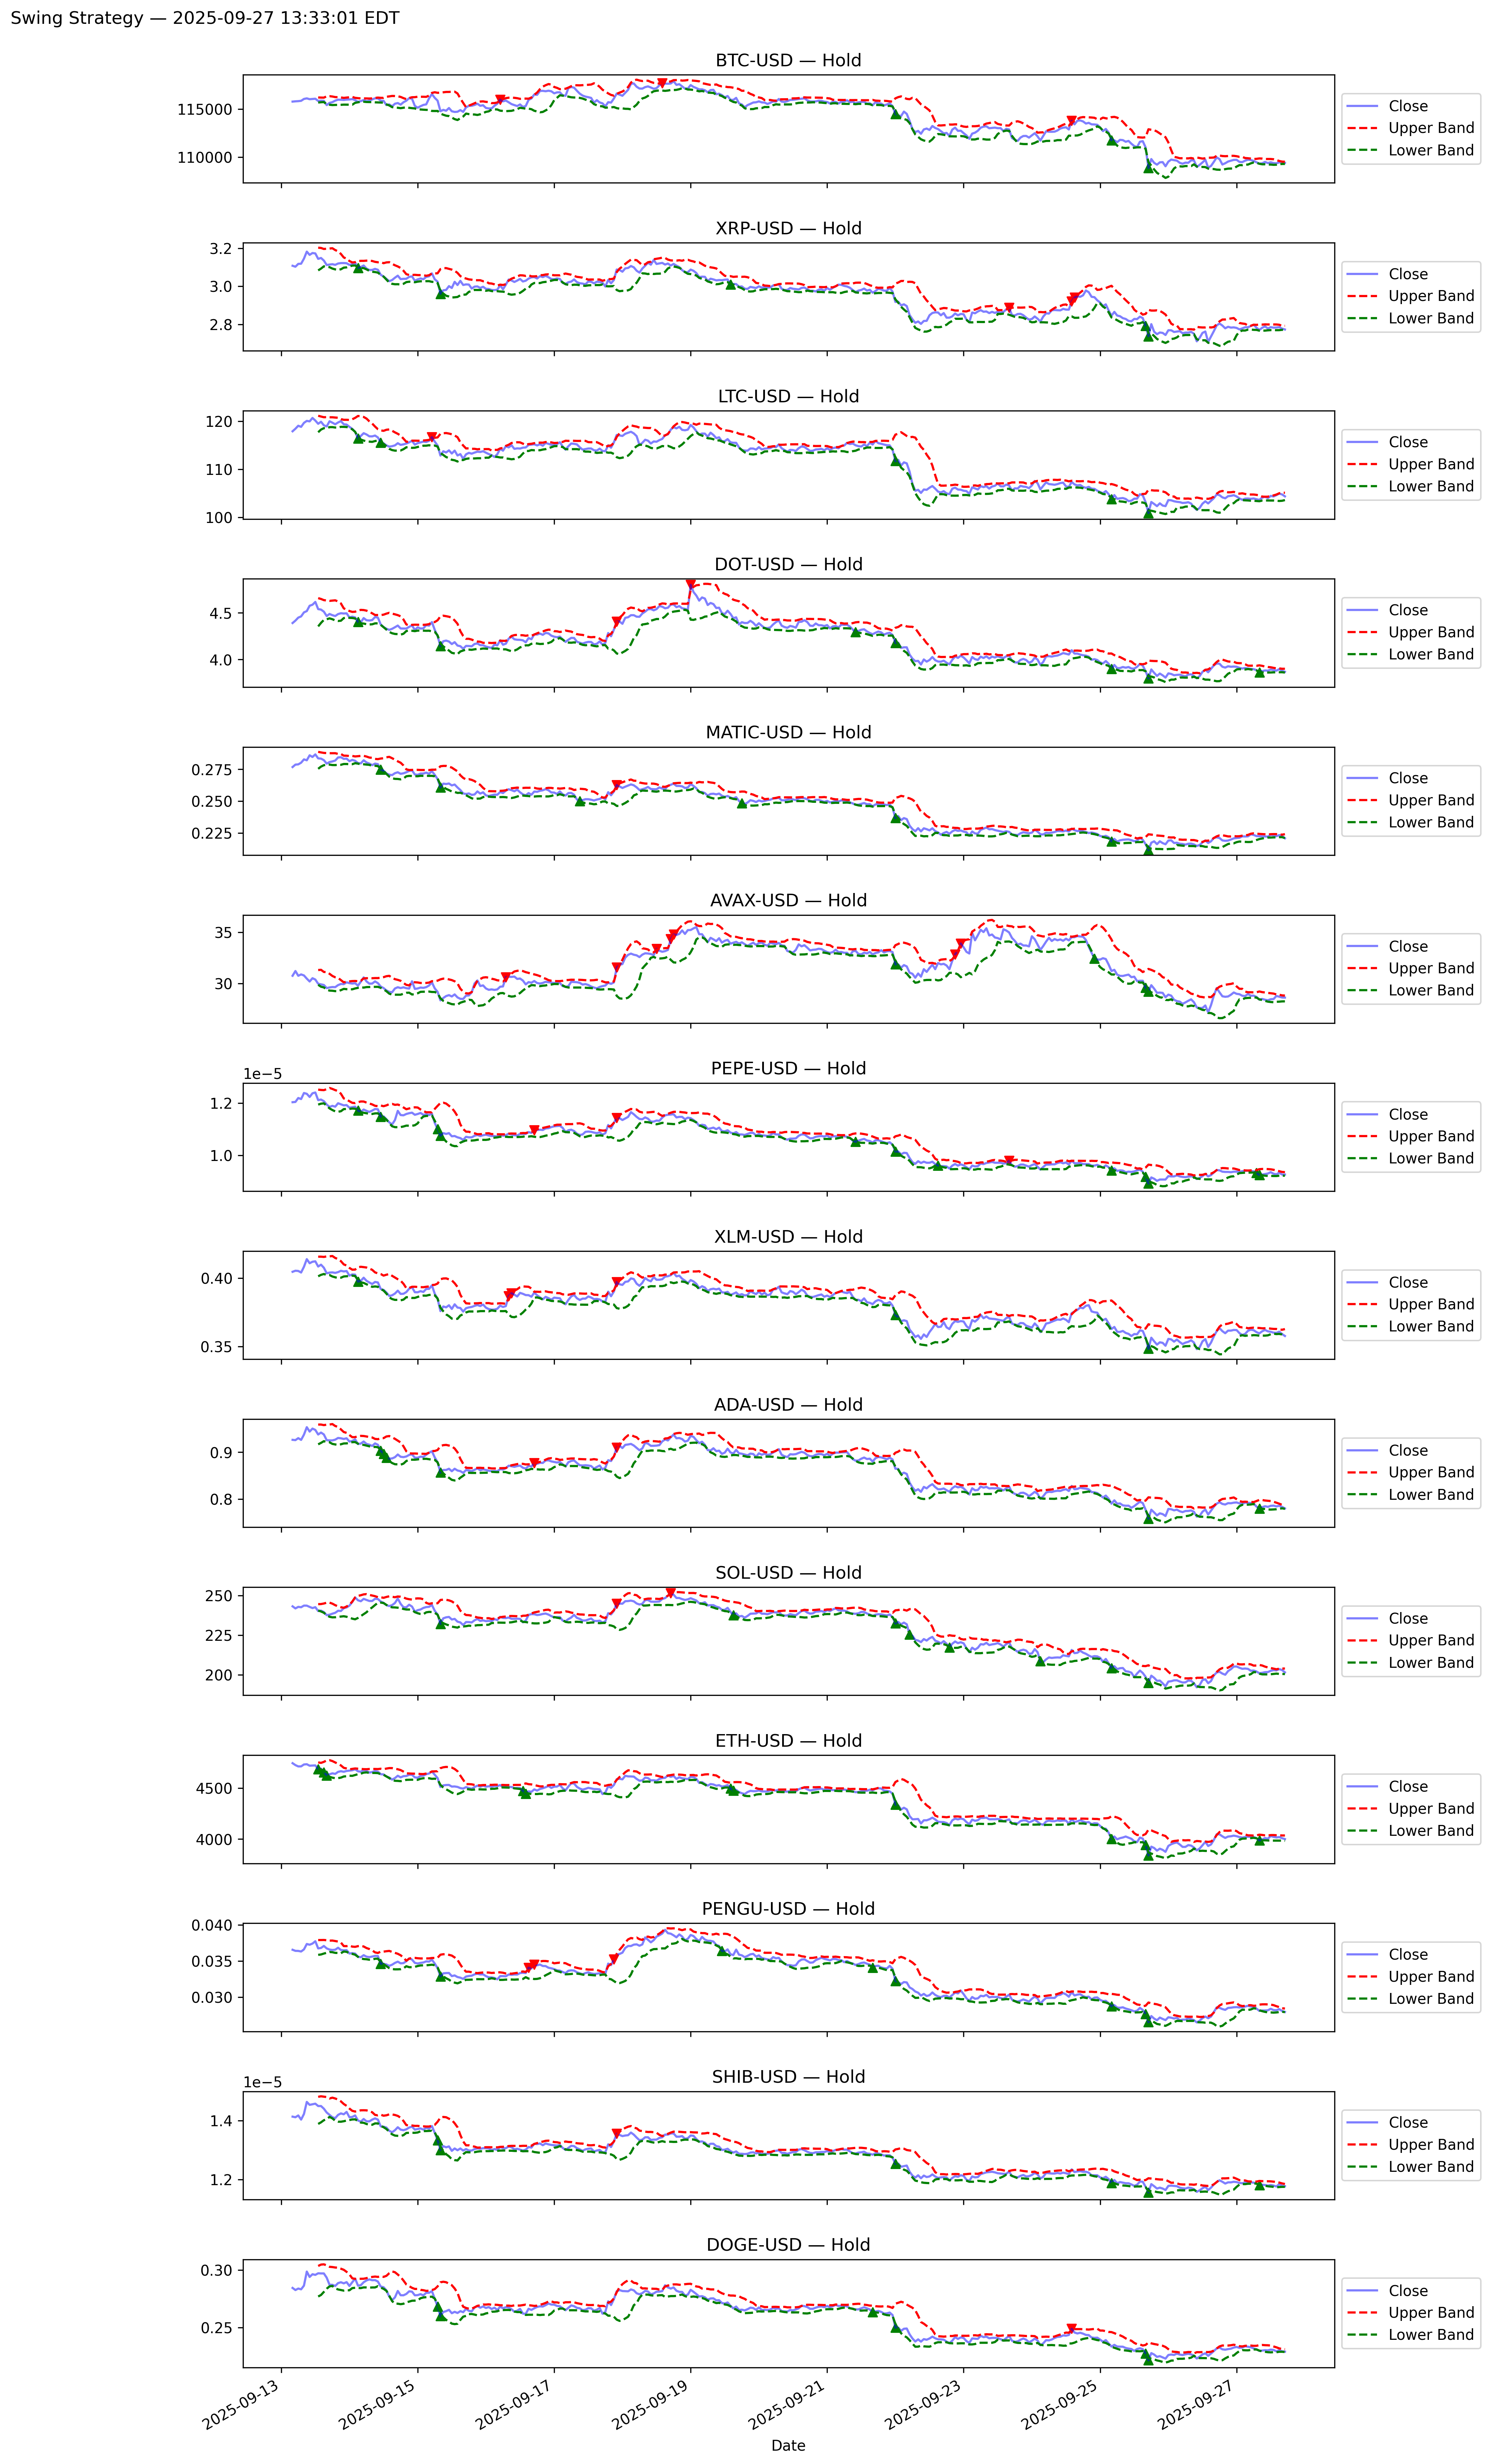 Swing Strategy — 2025-09-27 13:33:01 EDT
BTC-USD — Hold
115000
110000
Close
Upper Band
Lower Band
XRP-USD — Hold
3.2
3.0
2.8
Close
Upper Band
Lower Band
LTC-USD — Hold
120
110
100
Close
Upper Band
Lower Band
DOT-USD — Hold
4.5
4.0
Close
Upper Band
Lower Band
MATIC-USD — Hold
0.275
0.250
0.225
Close
Upper Band
Lower Band
AVAX-USD — Hold
35
30
Close
Upper Band
Lower Band
PEPE-USD — Hold
1e−5
1.2
1.0
Close
Upper Band
Lower Band
XLM-USD — Hold
0.40
0.35
Close
Upper Band
Lower Band
ADA-USD — Hold
0.9
0.8
Close
Upper Band
Lower Band
SOL-USD — Hold
250
225
200
Close
Upper Band
Lower Band
ETH-USD — Hold
4500
4000
Close
Upper Band
Lower Band
PENGU-USD — Hold
0.040
0.035
0.030
Close
Upper Band
Lower Band
SHIB-USD — Hold
1e−5
1.4
1.2
Close
Upper Band
Lower Band
DOGE-USD — Hold
0.30
0.25
Close
Upper Band
Lower Band
2025-09-13
2025-09-15
2025-09-17
2025-09-19
2025-09-21
2025-09-23
2025-09-25
2025-09-27
Date